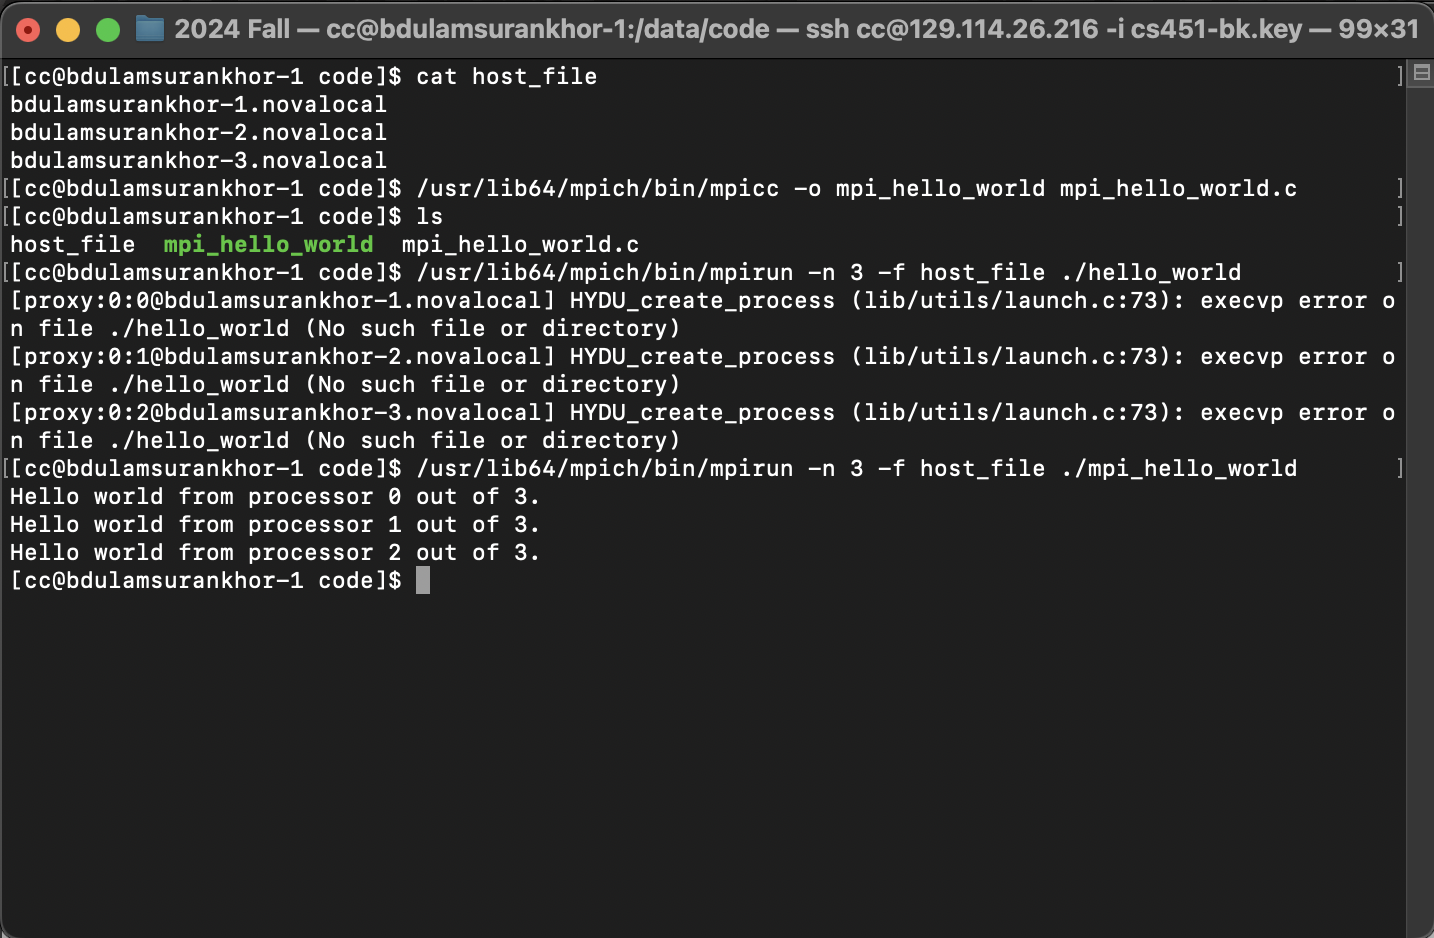 2024 Fall — cc@bdulamsurankhor-1:/data/code — ssh cc@129.114.26.216 -i cs451-bk.key — 99×31
[[cc@bdulamsurankhor-1 code]$ cat host_file ]
bdulamsurankhor-1.novalocal
bdulamsurankhor-2.novalocal
bdulamsurankhor-3.novalocal
[[cc@bdulamsurankhor-1 code]$ /usr/lib64/mpich/bin/mpicc -o mpi_hello_world mpi_hello_world.c ]
[[cc@bdulamsurankhor-1 code]$ ls ]
host_file  mpi_hello_world  mpi_hello_world.c
[[cc@bdulamsurankhor-1 code]$ /usr/lib64/mpich/bin/mpirun -n 3 -f host_file ./hello_world ]
[proxy:0:0@bdulamsurankhor-1.novalocal] HYDU_create_process (lib/utils/launch.c:73): execvp error o
n file ./hello_world (No such file or directory)
[proxy:0:1@bdulamsurankhor-2.novalocal] HYDU_create_process (lib/utils/launch.c:73): execvp error o
n file ./hello_world (No such file or directory)
[proxy:0:2@bdulamsurankhor-3.novalocal] HYDU_create_process (lib/utils/launch.c:73): execvp error o
n file ./hello_world (No such file or directory)
[[cc@bdulamsurankhor-1 code]$ /usr/lib64/mpich/bin/mpirun -n 3 -f host_file ./mpi_hello_world ]
Hello world from processor 0 out of 3.
Hello world from processor 1 out of 3.
Hello world from processor 2 out of 3.
[cc@bdulamsurankhor-1 code]$